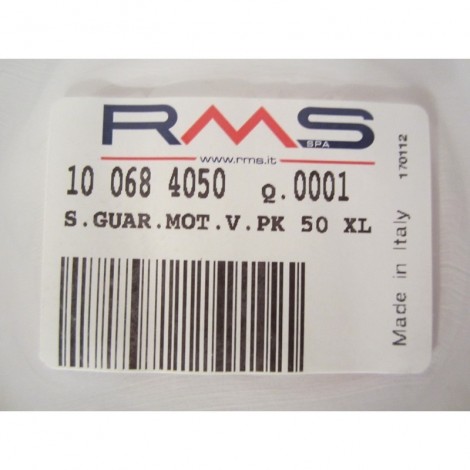 RMS
SPA
www.rms.it
10 068 4050 Q.0001
S.GUAR.MOT.V.PK 50 XL
Made in Italy 170112